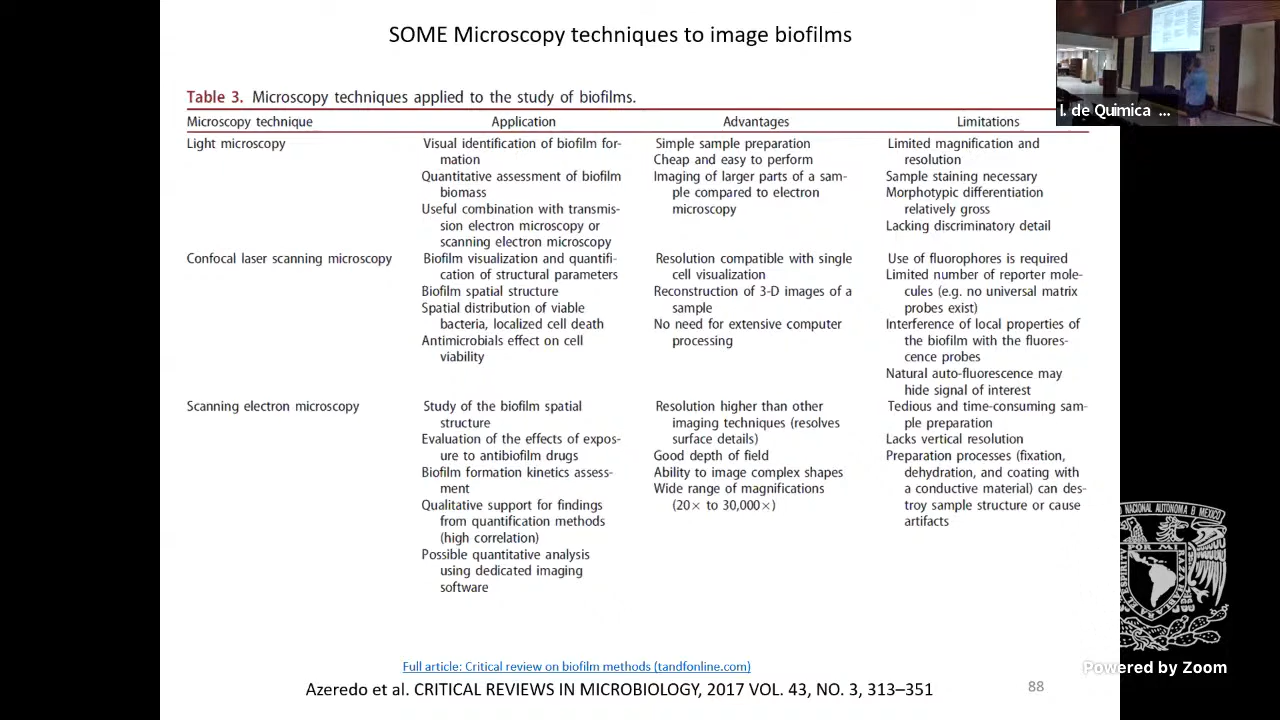 SOME Microscopy techniques to image biofilms
I. de Quimica ...
Table 3. Microscopy techniques applied to the study of biofilms.
Microscopy technique Application Advantages Limitations
Light microscopy Visual identification of biofilm for- Simple sample preparation Limited magnification and
mation Cheap and easy to perform resolution
Quantitative assessment of biofilm Imaging of larger parts of a sam- Sample staining necessary
biomass ple compared to electron Morphotypic differentiation
Useful combination with transmis- microscopy relatively gross
sion electron microscopy or Lacking discriminatory detail
scanning electron microscopy
Confocal laser scanning microscopy Biofilm visualization and quantifi- Resolution compatible with single Use of fluorophores is required
cation of structural parameters cell visualization Limited number of reporter mole-
Biofilm spatial structure Reconstruction of 3-D images of a cules (e.g. no universal matrix
Spatial distribution of viable sample probes exist)
bacteria, localized cell death No need for extensive computer Interference of local properties of
Antimicrobials effect on cell processing the biofilm with the fluores-
viability cence probes
Natural auto-fluorescence may
hide signal of interest
Scanning electron microscopy Study of the biofilm spatial Resolution higher than other Tedious and time-consuming sam-
structure imaging techniques (resolves ple preparation
Evaluation of the effects of expos- surface details) Lacks vertical resolution
ure to antibiofilm drugs Good depth of field Preparation processes (fixation,
Biofilm formation kinetics assess- Ability to image complex shapes dehydration, and coating with
ment Wide range of magnifications a conductive material) can des-
Qualitative support for findings (20× to 30,000×) troy sample structure or cause
from quantification methods artifacts
(high correlation)
Possible quantitative analysis
using dedicated imaging
software
Full article: Critical review on biofilm methods (tandfonline.com)
Azeredo et al. CRITICAL REVIEWS IN MICROBIOLOGY, 2017 VOL. 43, NO. 3, 313–351
88
Powered by Zoom